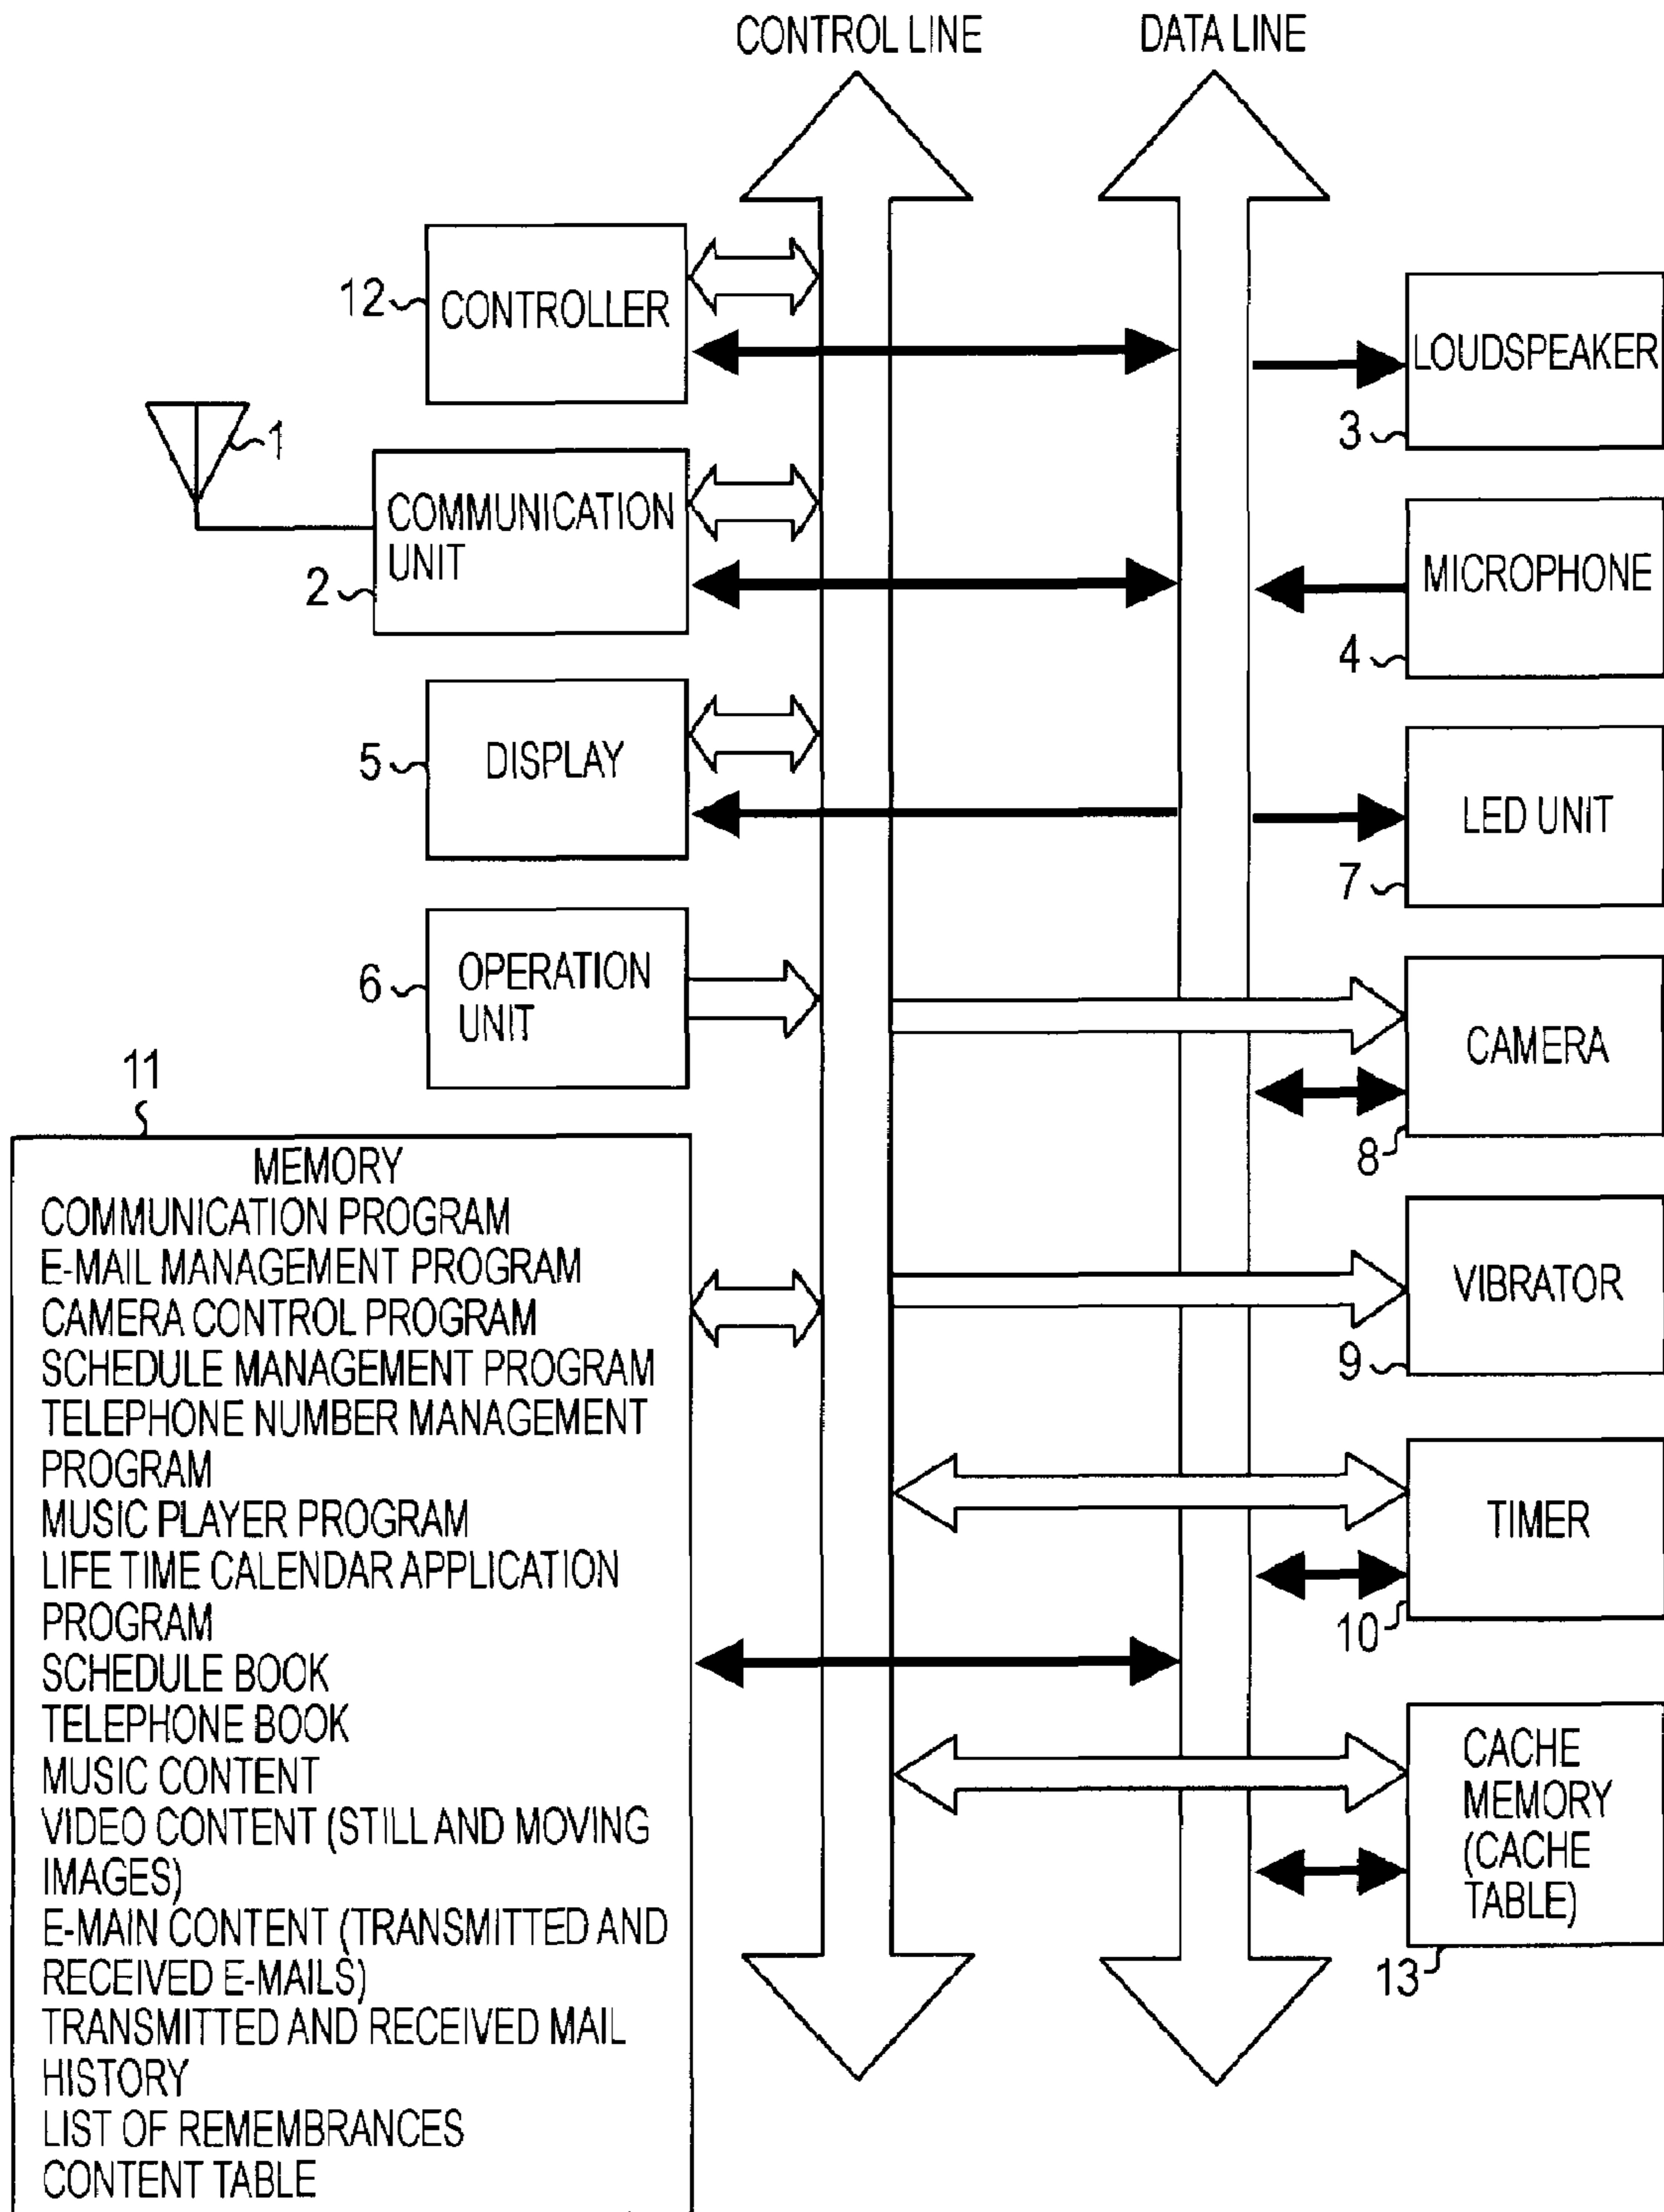 CONTROL LINE
DATA LINE
12
CONTROLLER
1
COMMUNICATION
UNIT
2
5
DISPLAY
6
OPERATION
UNIT
11
MEMORY
COMMUNICATION PROGRAM
E-MAIL MANAGEMENT PROGRAM
CAMERA CONTROL PROGRAM
SCHEDULE MANAGEMENT PROGRAM
TELEPHONE NUMBER MANAGEMENT
PROGRAM
MUSIC PLAYER PROGRAM
LIFE TIME CALENDAR APPLICATION
PROGRAM
SCHEDULE BOOK
TELEPHONE BOOK
MUSIC CONTENT
VIDEO CONTENT (STILL AND MOVING
IMAGES)
E-MAIN CONTENT (TRANSMITTED AND
RECEIVED E-MAILS)
TRANSMITTED AND RECEIVED MAIL
HISTORY
LIST OF REMEMBRANCES
CONTENT TABLE
LOUDSPEAKER
3
MICROPHONE
4
LED UNIT
7
CAMERA
8
VIBRATOR
9
TIMER
10
CACHE
MEMORY
(CACHE
TABLE)
13